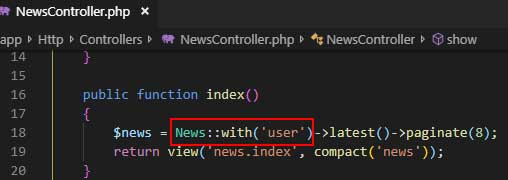 NewsController.php ×
app > Http > Controllers > NewsController.php > NewsController > show
14 }
15
16 public function index()
17 {
18 $news = News::with('user')->latest()->paginate(8);
19 return view('news.index', compact('news'));
20 }